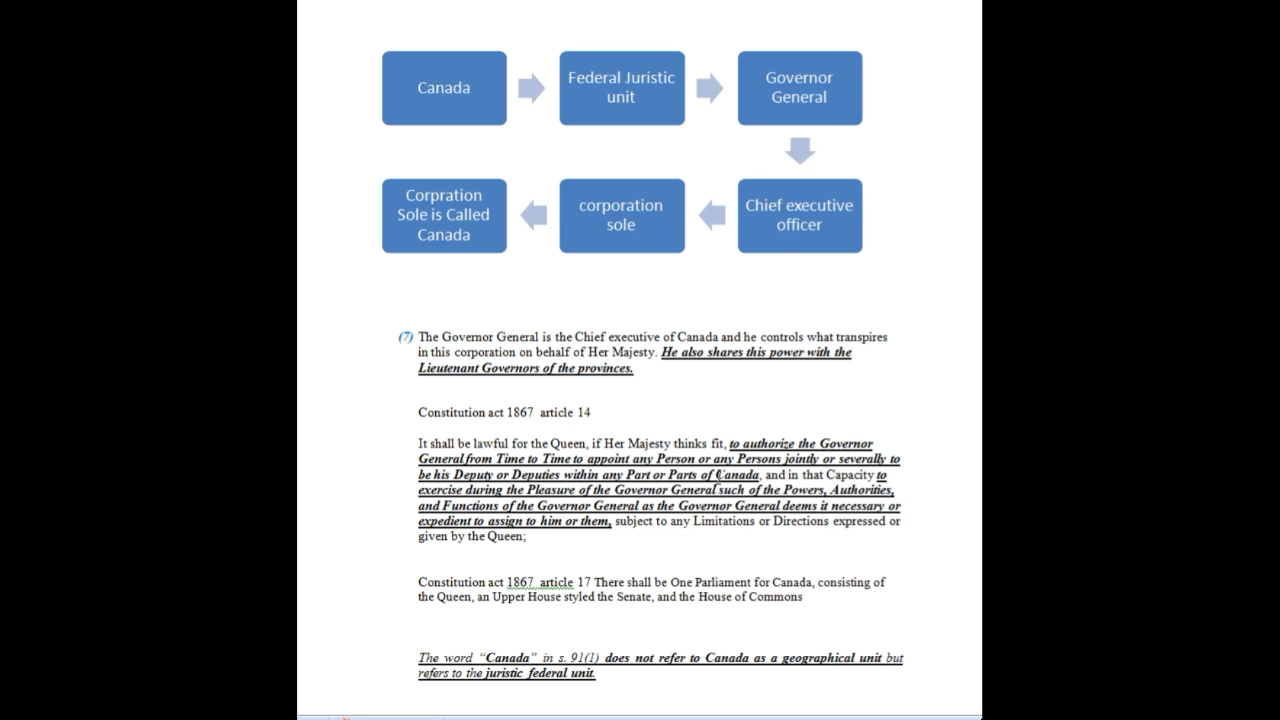 Canada
Federal Juristic
unit
Governor
General
Chief executive
officer
corporation
sole
Corpration
Sole is Called
Canada
(7) The Governor General is the Chief executive of Canada and he controls what transpires
in this corporation on behalf of Her Majesty. He also shares this power with the
Lieutenant Governors of the provinces.
Constitution act 1867 article 14
It shall be lawful for the Queen, if Her Majesty thinks fit, to authorize the Governor
General from Time to Time to appoint any Person or any Persons jointly or severally to
be his Deputy or Deputies within any Part or Parts of Canada, and in that Capacity to
exercise during the Pleasure of the Governor General such of the Powers, Authorities,
and Functions of the Governor General as the Governor General deems it necessary or
expedient to assign to him or them, subject to any Limitations or Directions expressed or
given by the Queen;
Constitution act 1867 article 17 There shall be One Parliament for Canada, consisting of
the Queen, an Upper House styled the Senate, and the House of Commons
The word “Canada” in s. 91(1) does not refer to Canada as a geographical unit but
refers to the juristic federal unit.